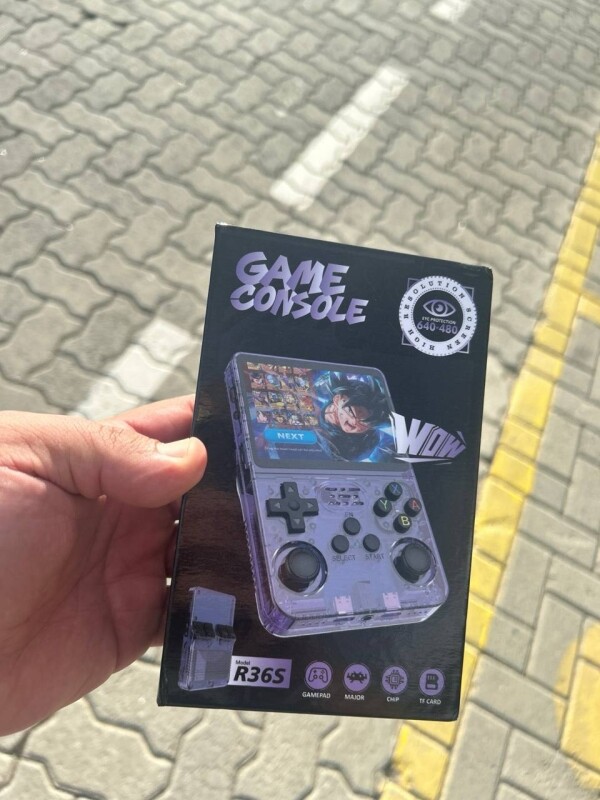 GAME
CONSOLE
HIGH RESOLUTION SCREEN
EYE PROTECTION
640·480
NEXT
WOW
X
Y
A
B
SELECT
START
Model
R36S
GAMEPAD
MAJOR
CHIP
TF CARD